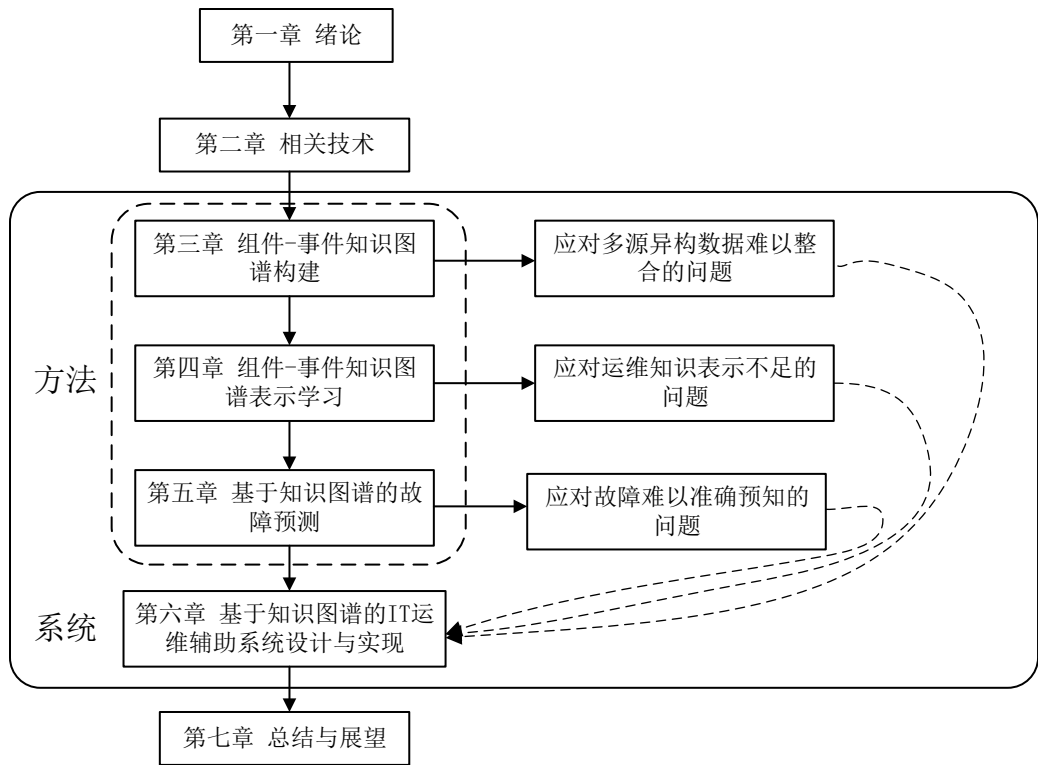 第一章 绪论
第二章 相关技术
第三章 组件-事件知识图
谱构建
应对多源异构数据难以整
合的问题
方法
第四章 组件-事件知识图
谱表示学习
应对运维知识表示不足的
问题
第五章 基于知识图谱的故
障预测
应对故障难以准确预知的
问题
系统
第六章 基于知识图谱的IT运
维辅助系统设计与实现
第七章 总结与展望